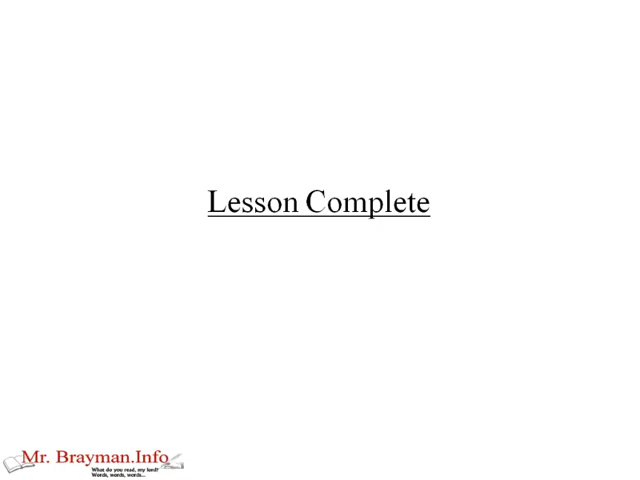 Lesson Complete
Mr. Brayman.Info
What do you read, my lord?
Words, words, words...